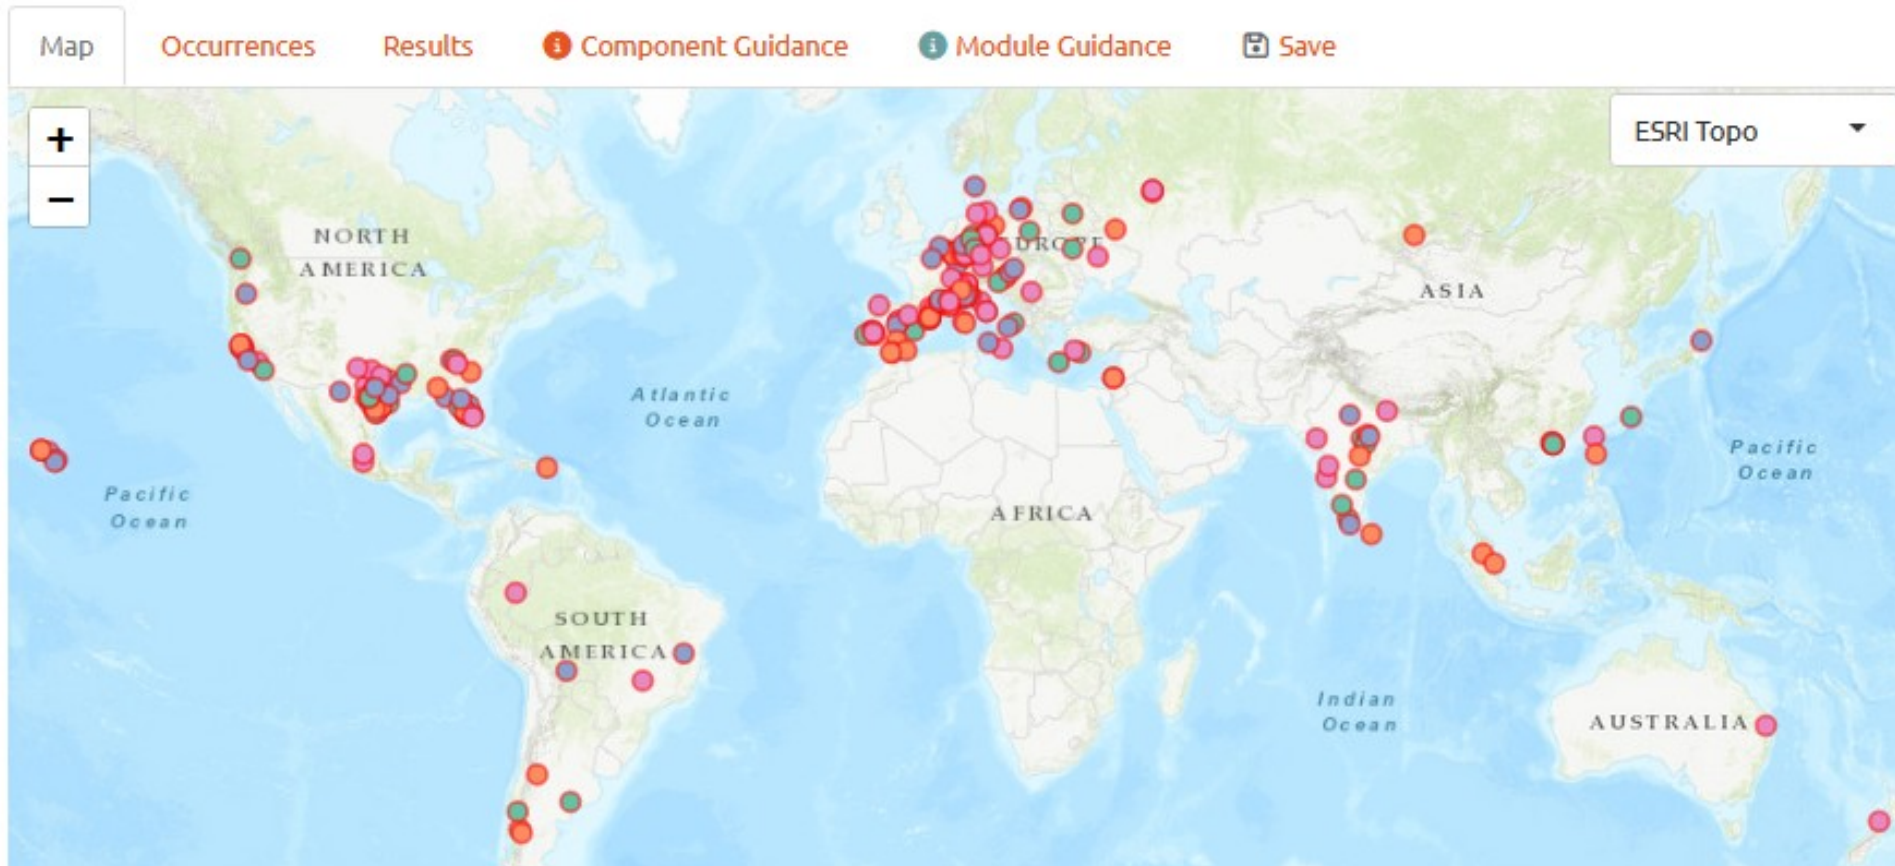 Map Occurrences Results Component Guidance Module Guidance Save
+
ESRI Topo
−
NORTH
AMERICA
EUROPE
ASIA
Atlantic
Ocean
Pacific
Ocean
Pacific
Ocean
AFRICA
SOUTH
AMERICA
Indian
Ocean
AUSTRALIA